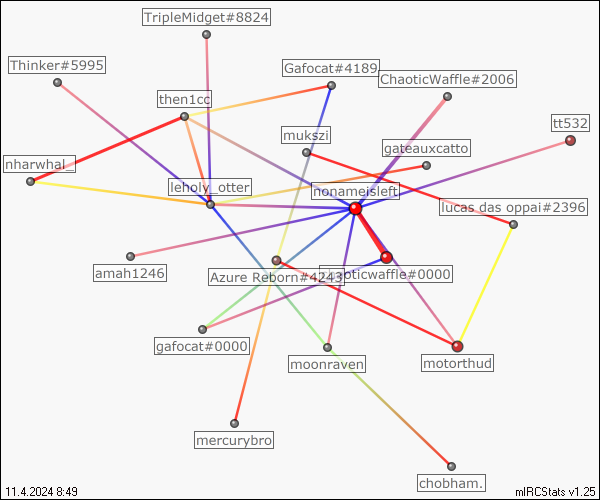 TripleMidget#8824
Thinker#5995
Gafocat#4189
ChaoticWaffle#2006
then1cc
tt532
mukszi
gateauxcatto
nharwhal_
leholy_otter
nonameisleft
lucas das oppai#2396
amah1246
Azure Reborn#4243
oticwaffle#0000
gafocat#0000
moonraven
motorthud
mercurybro
chobham.
11.4.2024 8:49
mIRCStats v1.25